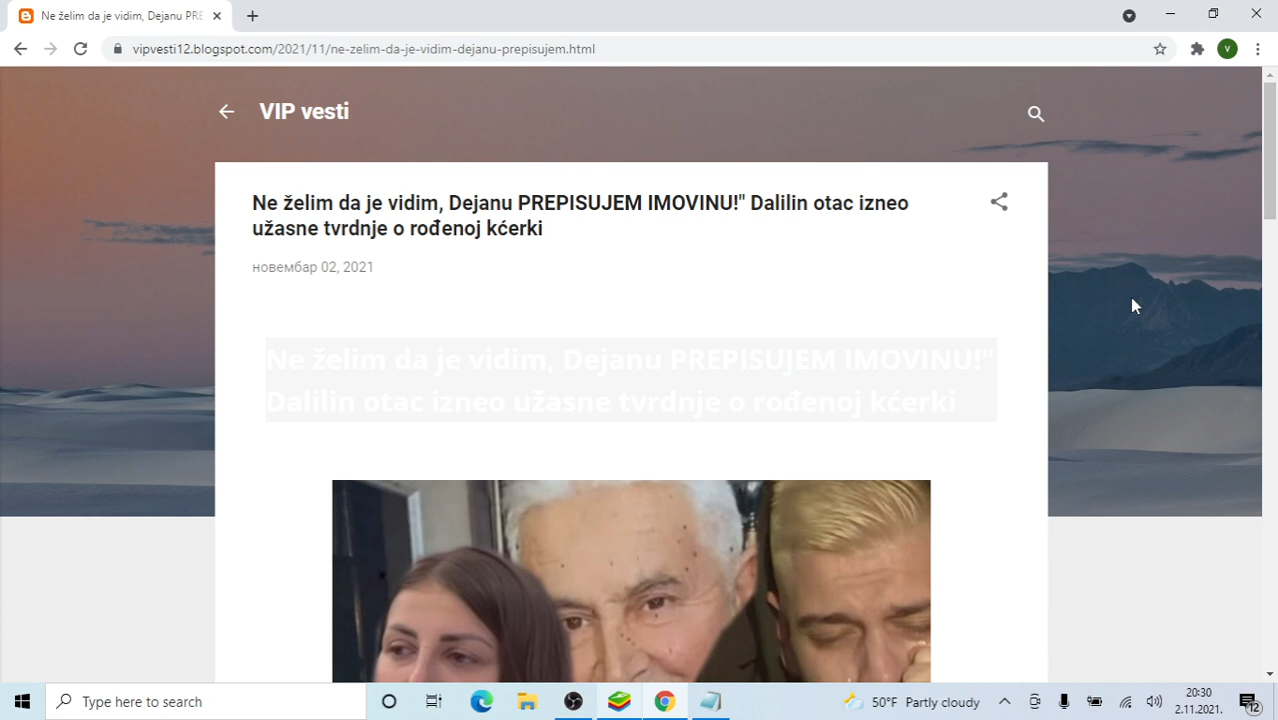 Ne želim da je vidim, Dejanu PRE
vipvesti12.blogspot.com/2021/11/ne-zelim-da-je-vidim-dejanu-prepisujem.html
V
VIP vesti
Ne želim da je vidim, Dejanu PREPISUJEM IMOVINU!" Dalilin otac izneo
užasne tvrdnje o rođenoj kćerki
новембар 02, 2021
Ne želim da je vidim, Dejanu PREPISUJEM IMOVINU!"
Dalilin otac izneo užasne tvrdnje o rođenoj kćerki
Type here to search
50°F Partly cloudy
20:30
2.11.2021.
12